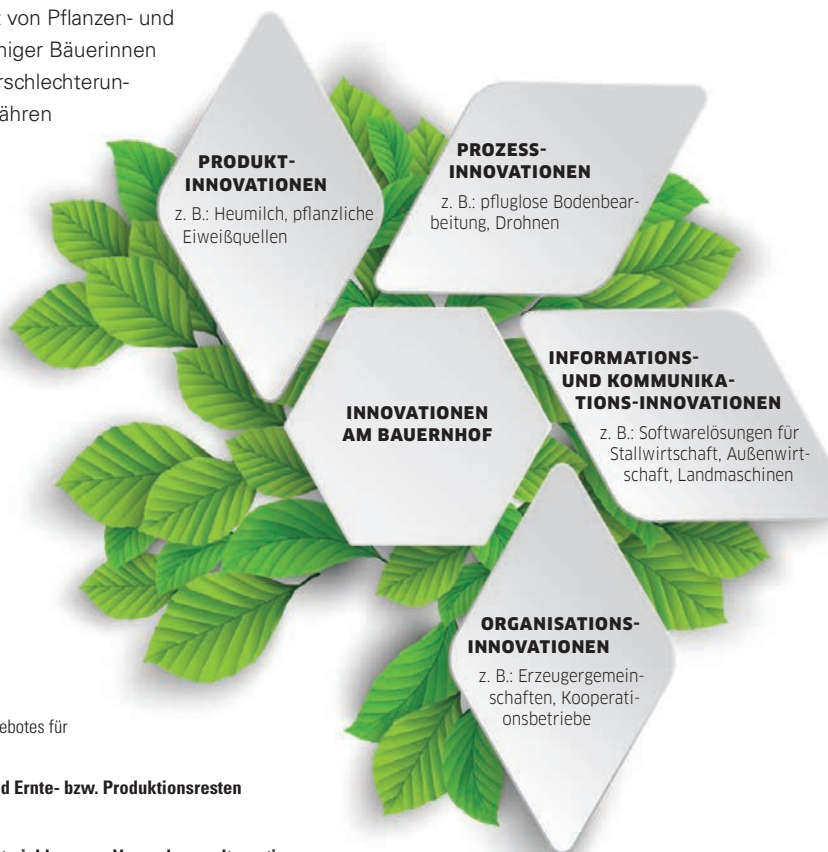 von Pflanzen- und
niger Bäuerinnen
rschlechterun-
ähren
PRODUKT-
INNOVATIONEN
z. B.: Heumilch, pflanzliche
Eiweißquellen
PROZESS-
INNOVATIONEN
z. B.: pfluglose Bodenbear-
beitung, Drohnen
INFORMATIONS-
UND KOMMUNIKA-
TIONS-INNOVATIONEN
z. B.: Softwarelösungen für
Stallwirtschaft, Außenwirt-
schaft, Landmaschinen
INNOVATIONEN
AM BAUERNHOF
ORGANISATIONS-
INNOVATIONEN
z. B.: Erzeugergemein-
schaften, Kooperati-
onsbetriebe
ebotes für
d Ernte- bzw. Produktionsresten